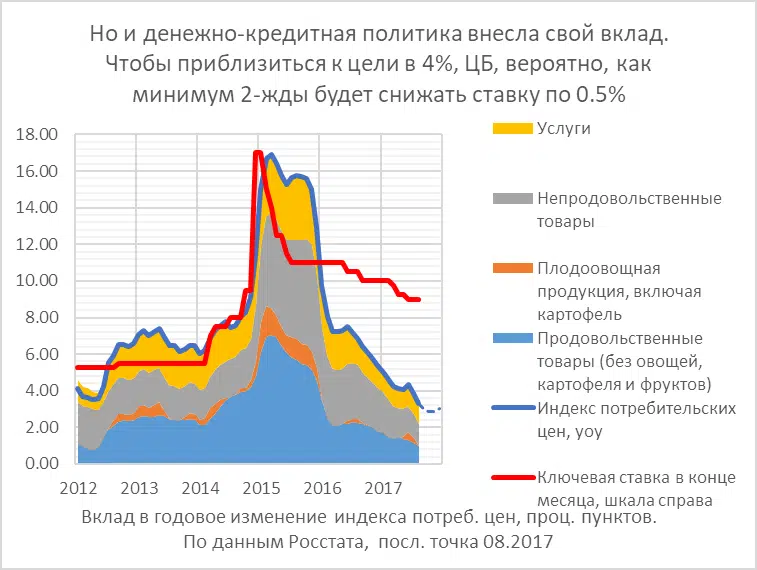 Но и денежно-кредитная политика внесла свой вклад.
Чтобы приблизиться к цели в 4%, ЦБ, вероятно, как
минимум 2-жды будет снижать ставку по 0.5%
18.00
16.00
14.00
12.00
10.00
8.00
6.00
4.00
2.00
0.00
2012 2013 2014 2015 2016 2017
Услуги
Непродовольственные
товары
Плодоовощная
продукция, включая
картофель
Продовольственные
товары (без овощей,
картофеля и фруктов)
Индекс потребительских
цен, yoy
Ключевая ставка в конце
месяца, шкала справа
Вклад в годовое изменение индекса потреб. цен, проц. пунктов.
По данным Росстата, посл. точка 08.2017